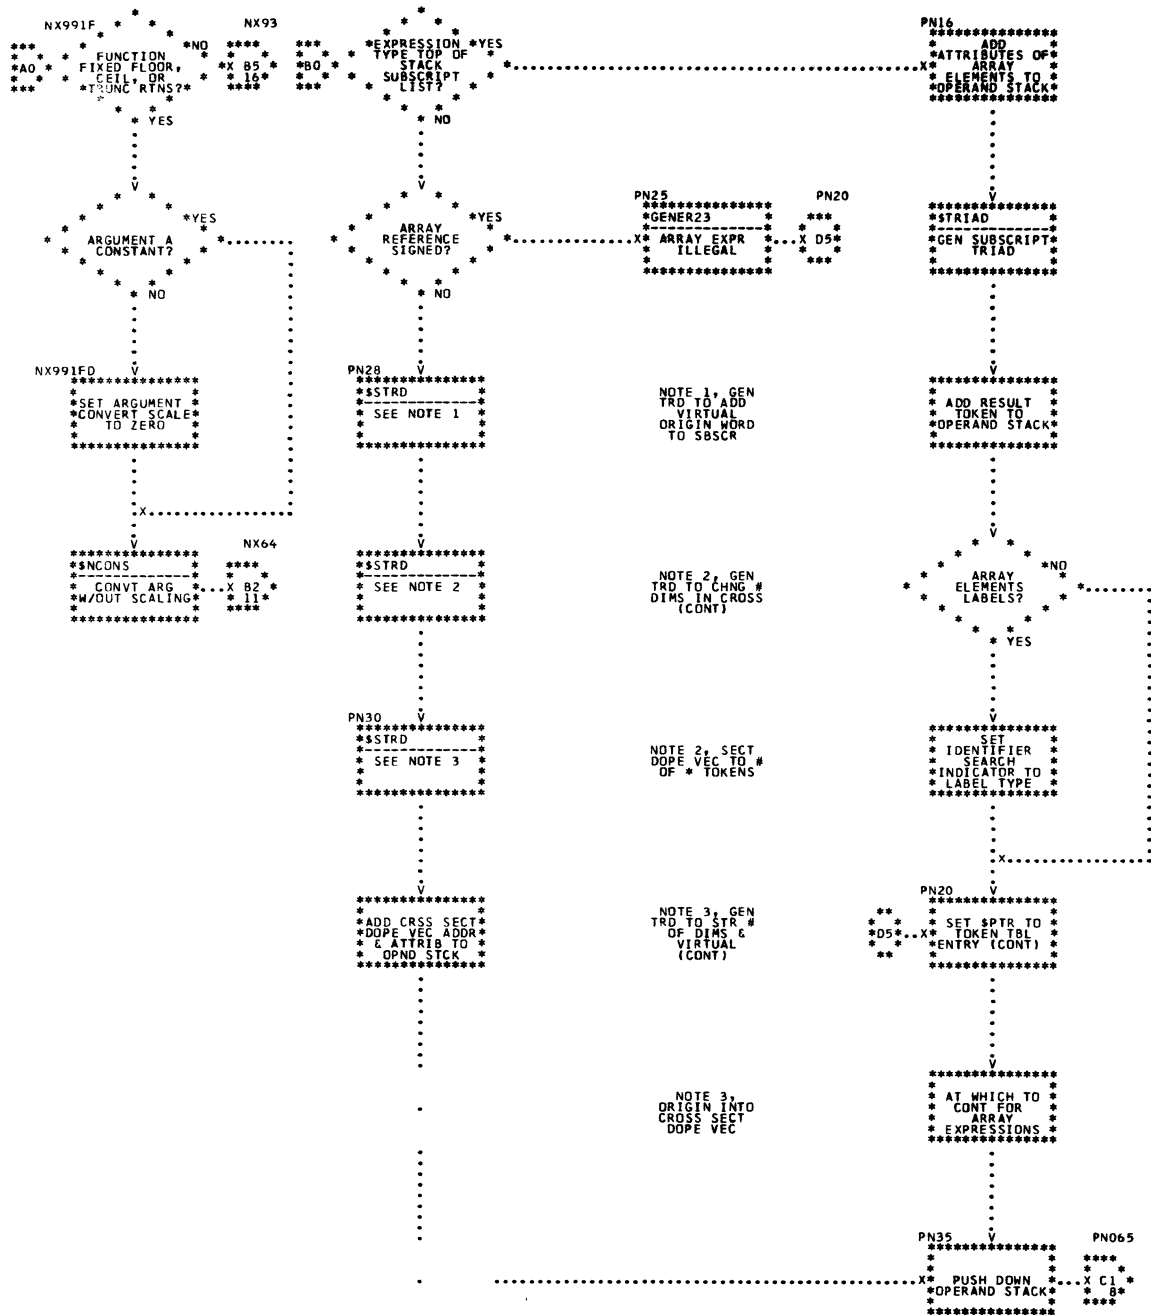 NX991F
NX93
PN16
A0
FUNCTION
FIXED FLOOR,
CEIL, OR
TRUNC RTNS?
NO
X B5
16
YES
B0
EXPRESSION
TYPE TOP OF
STACK
SUBSCRIPT
LIST?
YES
NO
ADD
ATTRIBUTES OF
ARRAY
ELEMENTS TO
OPERAND STACK
ARGUMENT A
CONSTANT?
YES
NO
ARRAY
REFERENCE
SIGNED?
YES
NO
PN25
GENER23
ARRAY EXPR
ILLEGAL
PN20
X D5
$TRIAD
GEN SUBSCRIPT
TRIAD
NX991FD
SET ARGUMENT
CONVERT SCALE
TO ZERO
PN28
$STRD
SEE NOTE 1
NOTE 1, GEN
TRD TO ADD
VIRTUAL
ORIGIN WORD
TO SBSCR
ADD RESULT
TOKEN TO
OPERAND STACK
NX64
$NCONS
CONVT ARG
W/OUT SCALING
X B2
11
$STRD
SEE NOTE 2
NOTE 2, GEN
TRD TO CHNG #
DIMS IN CROSS
(CONT)
ARRAY
ELEMENTS
LABELS?
NO
YES
PN30
$STRD
SEE NOTE 3
NOTE 2, SECT
DOPE VEC TO #
OF * TOKENS
SET
IDENTIFIER
SEARCH
INDICATOR TO
LABEL TYPE
ADD CRSS SECT
DOPE VEC ADDR
& ATTRIB TO
OPND STCK
NOTE 3, GEN
TRD TO STR #
OF DIMS &
VIRTUAL
(CONT)
D5
PN20
SET $PTR TO
TOKEN TBL
ENTRY (CONT)
NOTE 3,
ORIGIN INTO
CROSS SECT
DOPE VEC
AT WHICH TO
CONT FOR
ARRAY
EXPRESSIONS
PN35
PUSH DOWN
OPERAND STACK
PN065
X C1
8